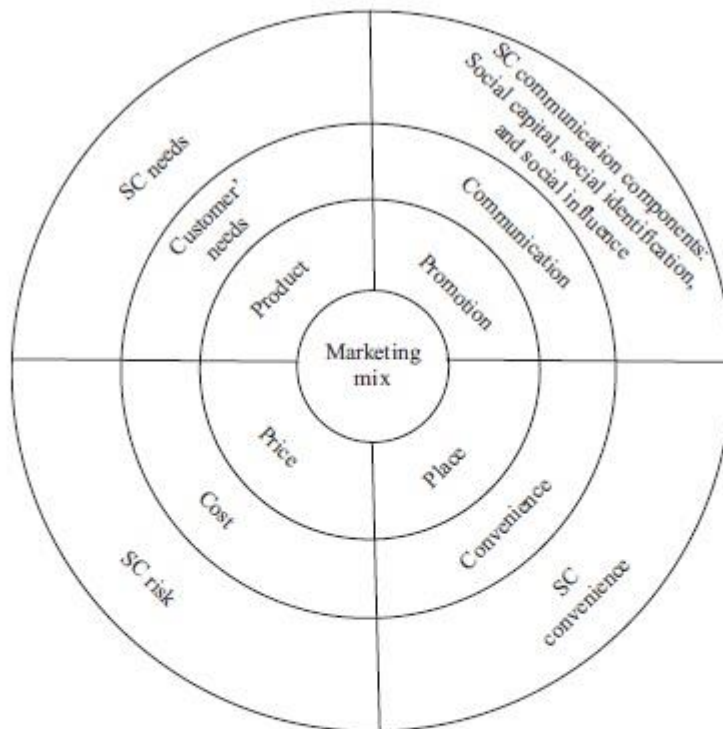 SC needs
SC communication components:
Social capital, social identification,
and social influence
Customer’
needs
Communication
Product
Promotion
Marketing
mix
Price
Place
Cost
Convenience
SC risk
SC
convenience